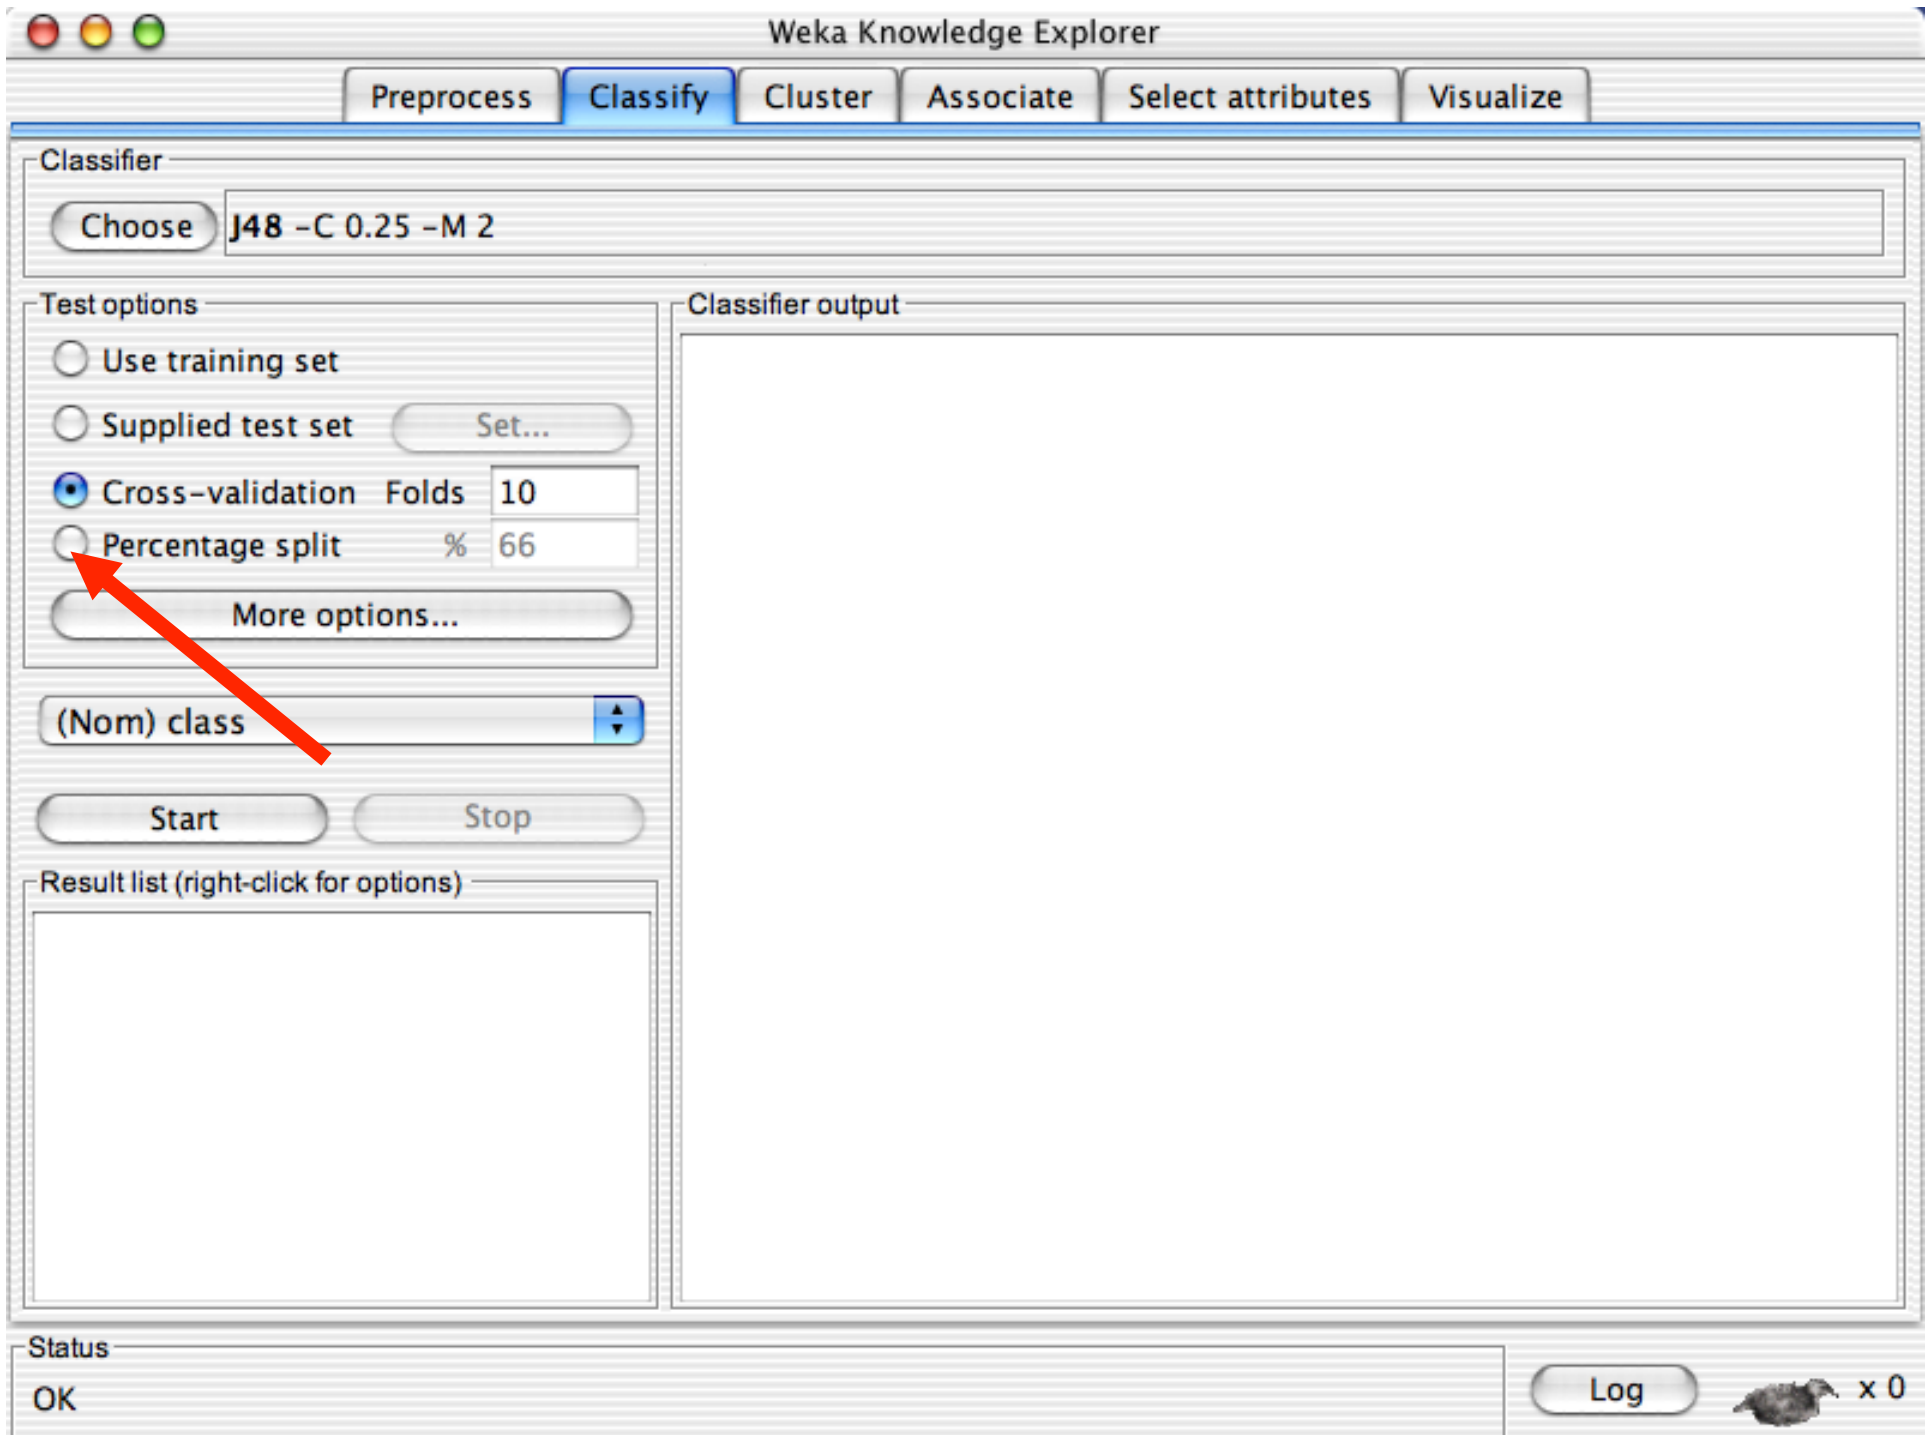 Weka Knowledge Explorer
Preprocess Classify Cluster Associate Select attributes Visualize
Classifier
Choose J48 -C 0.25 -M 2
Test options
Use training set
Supplied test set Set...
Cross-validation Folds 10
Percentage split % 66
More options...
(Nom) class
Start Stop
Result list (right-click for options)
Classifier output
Status
OK
Log x 0